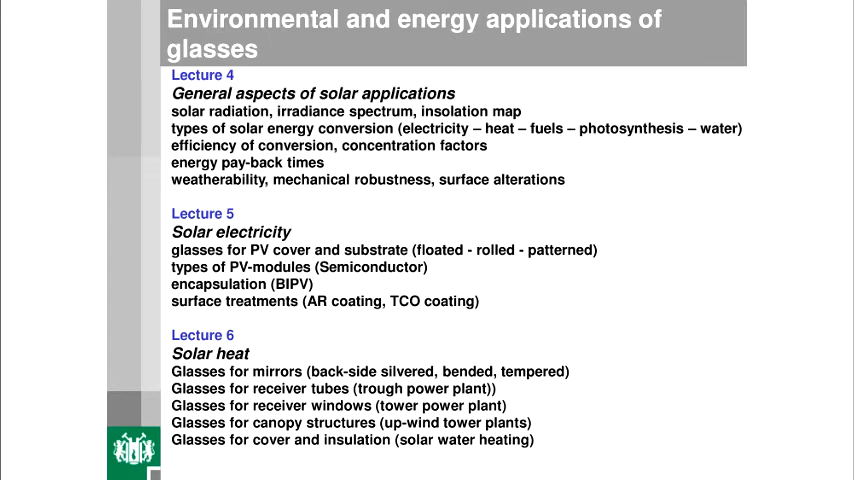 Environmental and energy applications of
glasses
Lecture 4
General aspects of solar applications
solar radiation, irradiance spectrum, insolation map
types of solar energy conversion (electricity – heat – fuels – photosynthesis – water)
efficiency of conversion, concentration factors
energy pay-back times
weatherability, mechanical robustness, surface alterations
Lecture 5
Solar electricity
glasses for PV cover and substrate (floated - rolled - patterned)
types of PV-modules (Semiconductor)
encapsulation (BIPV)
surface treatments (AR coating, TCO coating)
Lecture 6
Solar heat
Glasses for mirrors (back-side silvered, bended, tempered)
Glasses for receiver tubes (trough power plant))
Glasses for receiver windows (tower power plant)
Glasses for canopy structures (up-wind tower plants)
Glasses for cover and insulation (solar water heating)